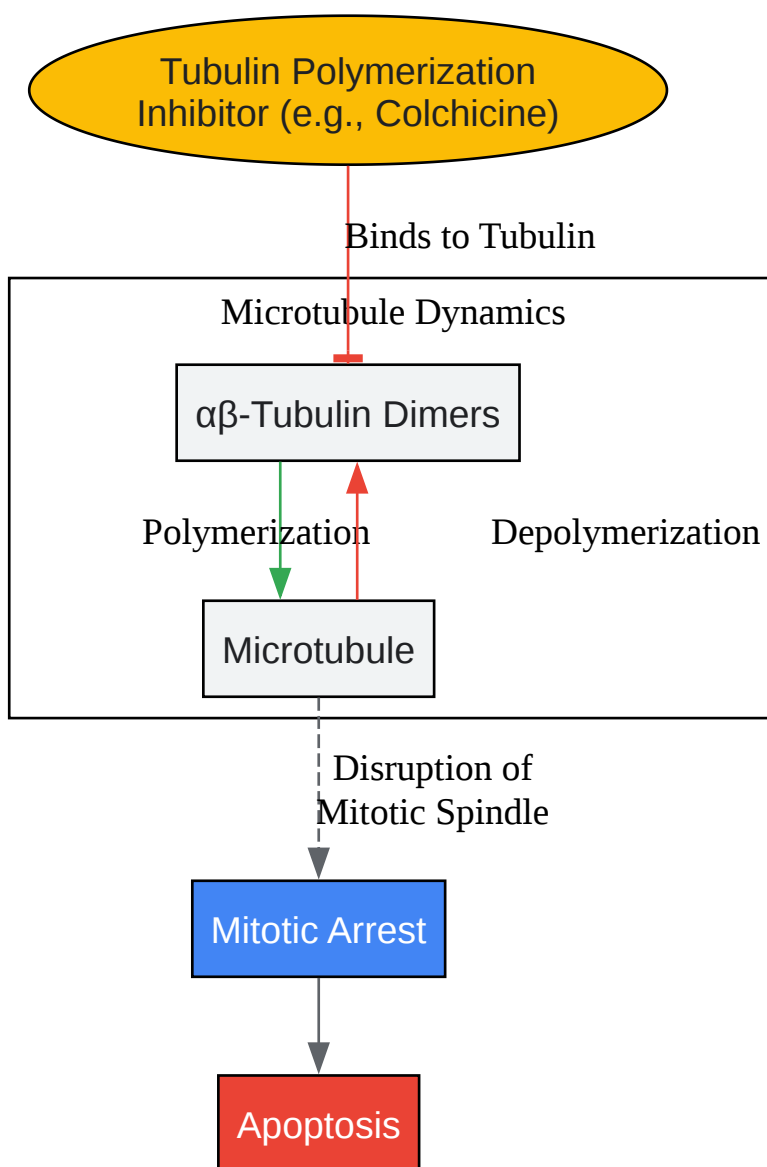 Tubulin Polymerization
Inhibitor (e.g., Colchicine)
Binds to Tubulin
Microtubule Dynamics
αβ-Tubulin Dimers
Polymerization
Depolymerization
Microtubule
Disruption of
Mitotic Spindle
Mitotic Arrest
Apoptosis